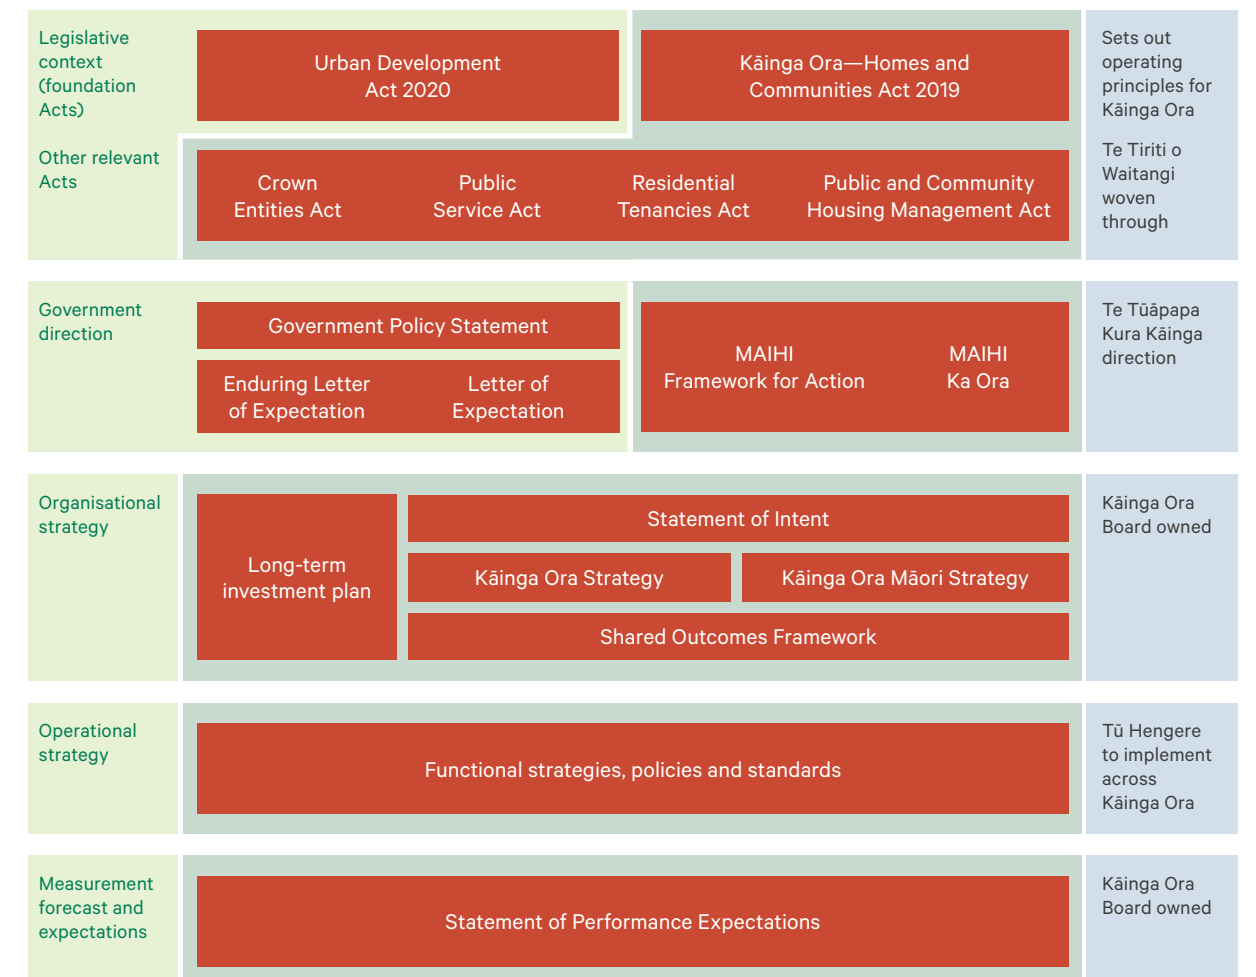 Legislative
context
(foundation
Acts)
Urban Development
Act 2020
Kāinga Ora—Homes and
Communities Act 2019
Sets out
operating
principles for
Kāinga Ora
Other relevant
Acts
Crown
Entities Act
Public
Service Act
Residential
Tenancies Act
Public and Community
Housing Management Act
Te Tiriti o
Waitangi
woven
through
Government
direction
Government Policy Statement
Enduring Letter
of Expectation
Letter of
Expectation
MAIHI
Framework for Action
MAIHI
Ka Ora
Te Tūāpapa
Kura Kāinga
direction
Organisational
strategy
Long-term
investment plan
Statement of Intent
Kāinga Ora Strategy
Kāinga Ora Māori Strategy
Shared Outcomes Framework
Kāinga Ora
Board owned
Operational
strategy
Functional strategies, policies and standards
Tū Hengere
to implement
across
Kāinga Ora
Measurement
forecast and
expectations
Statement of Performance Expectations
Kāinga Ora
Board owned